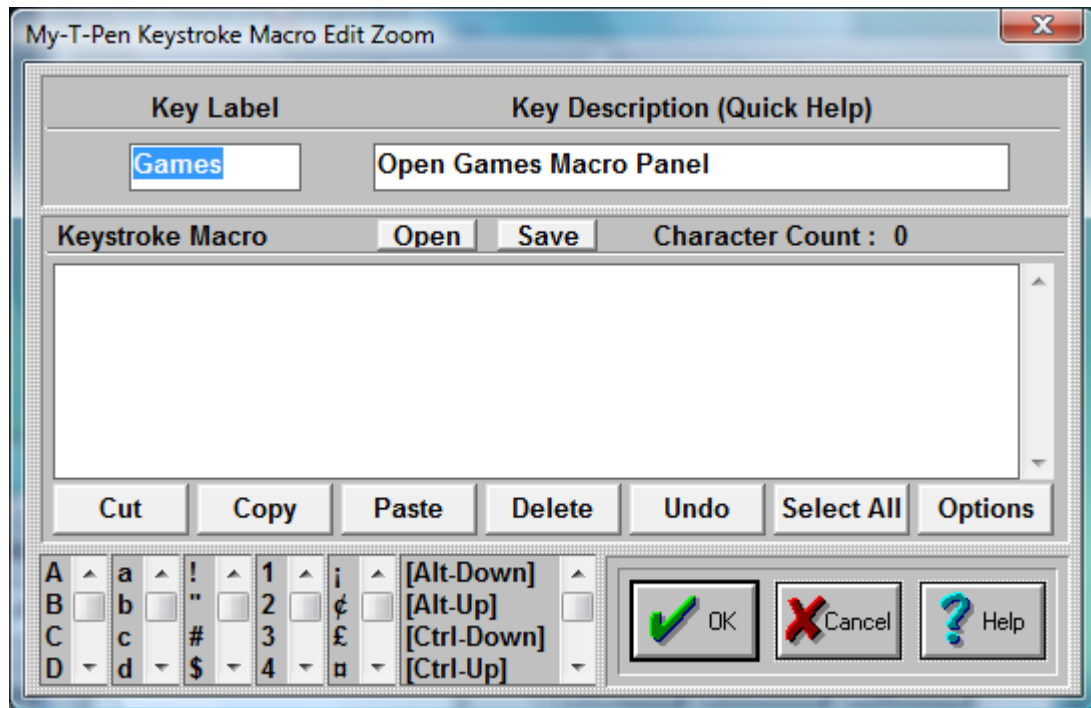 My-T-Pen Keystroke Macro Edit Zoom
Key Label Key Description (Quick Help)
Games Open Games Macro Panel
Keystroke Macro Open Save Character Count : 0
Cut Copy Paste Delete Undo Select All Options
A a ! 1 ¡ [Alt-Down]
B b " 2 ¢ [Alt-Up]
C c # 3 £ [Ctrl-Down]
D d $ 4 ¤ [Ctrl-Up]
OK Cancel Help